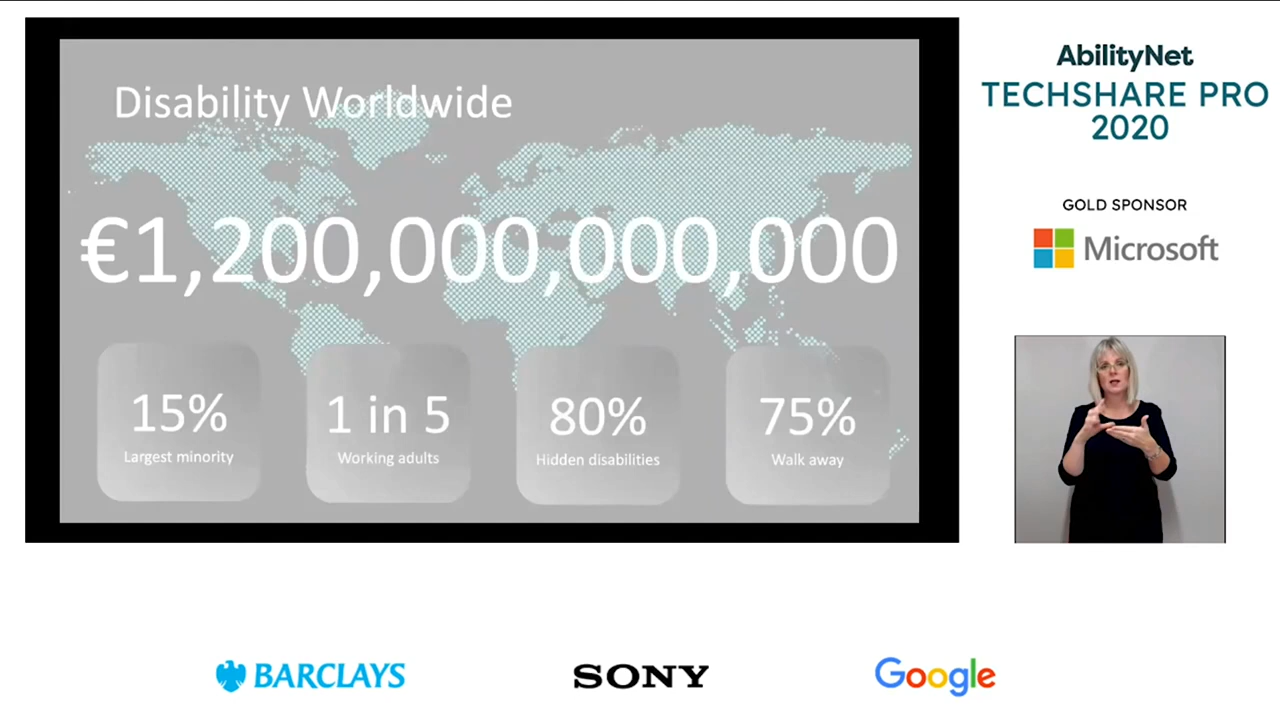 Disability Worldwide
€1,200,000,000,000
15%
Largest minority
1 in 5
Working adults
80%
Hidden disabilities
75%
Walk away
AbilityNet
TECHSHARE PRO
2020
GOLD SPONSOR
Microsoft
BARCLAYS
SONY
Google